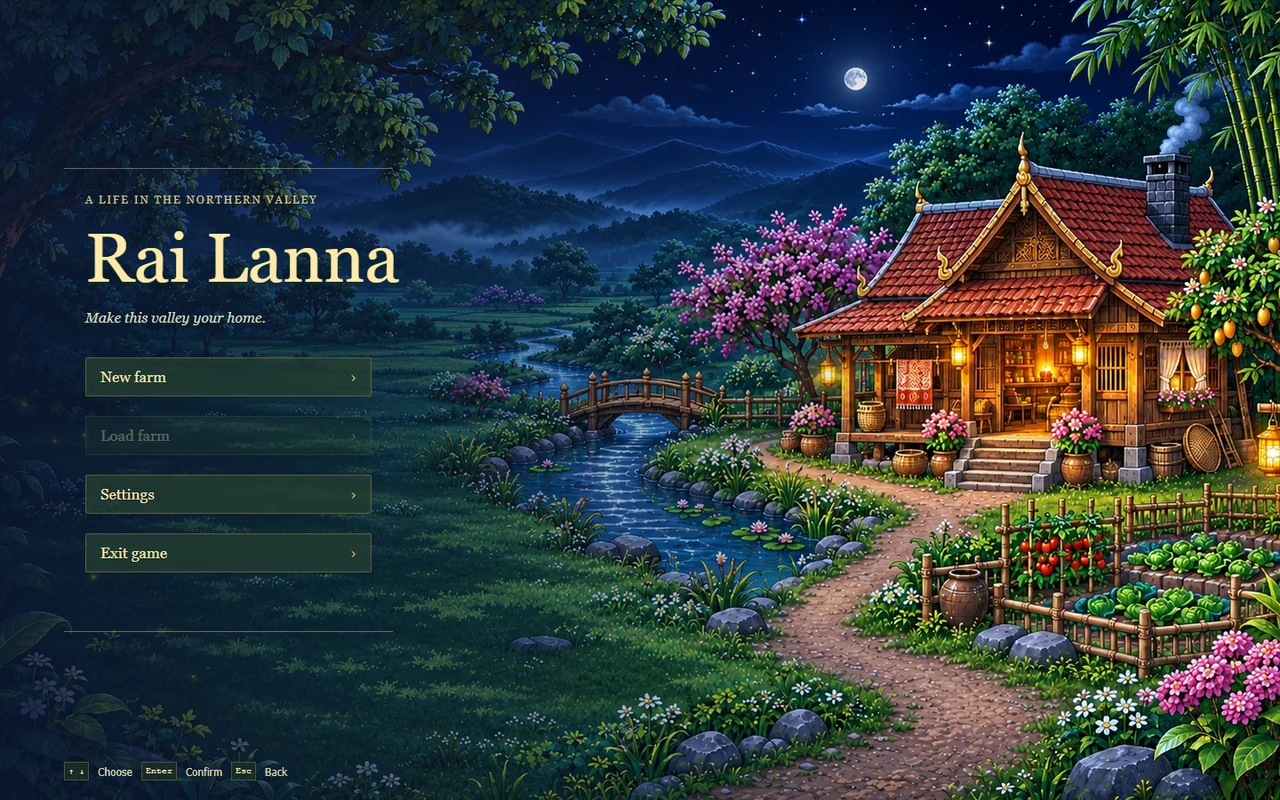 A LIFE IN THE NORTHERN VALLEY
Rai Lanna
Make this valley your home.
New farm ›
Load farm ›
Settings ›
Exit game ›
↑ ↓ Choose Enter Confirm Esc Back